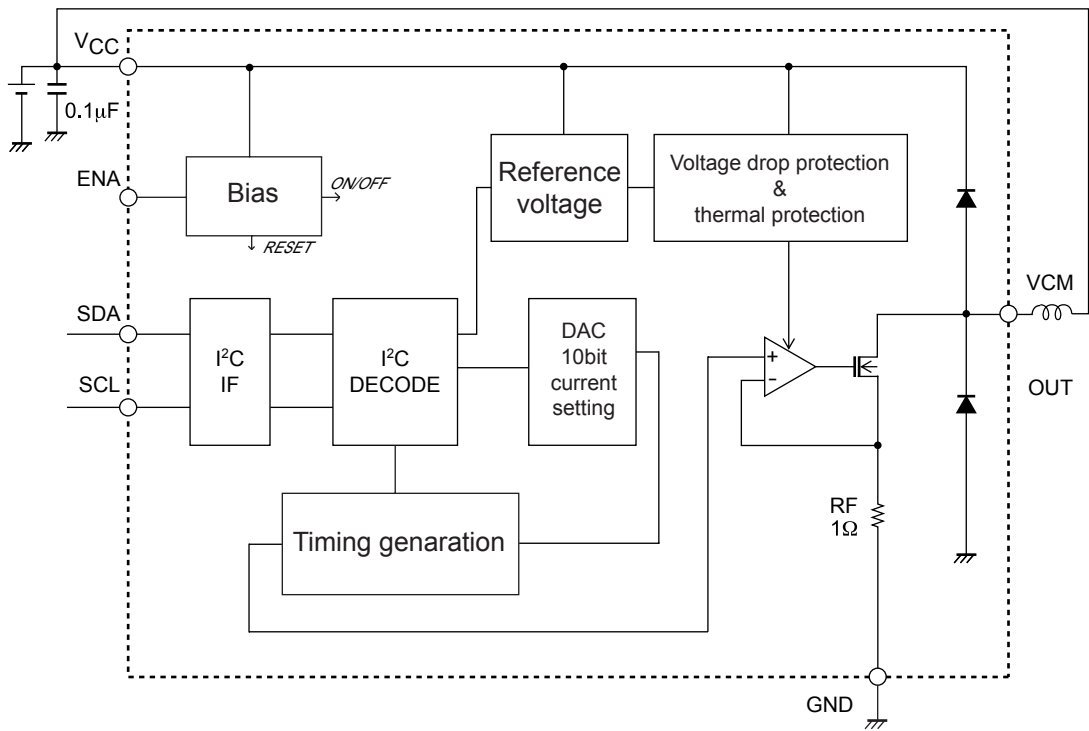 VCC
0.1μF
ENA
Bias
ON/OFF
RESET
Reference
voltage
Voltage drop protection
&
thermal protection
VCM
SDA
SCL
I²C
IF
I²C
DECODE
DAC
10bit
current
setting
+
−
OUT
Timing genaration
RF
1Ω
GND